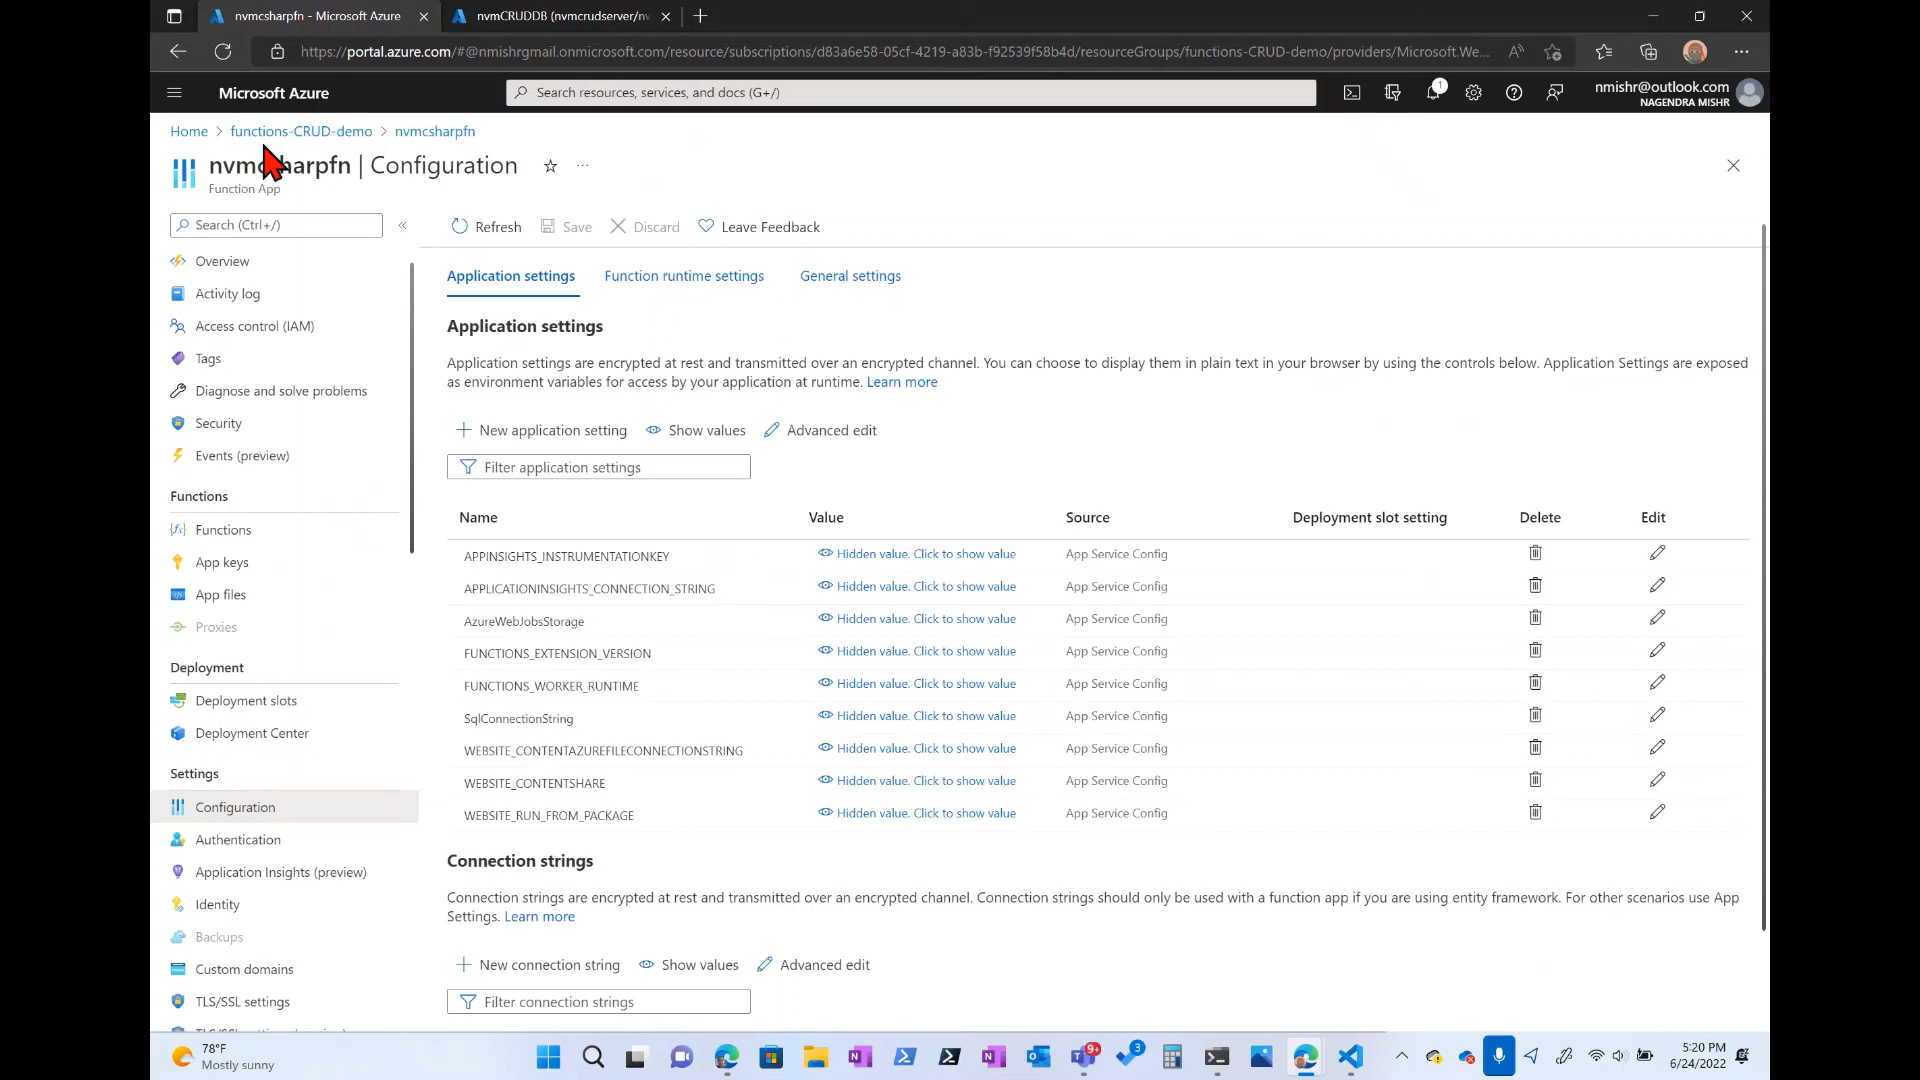 nvmcsharpfn - Microsoft Azure
nvmCRUDDB (nvmcrudserver/nv
https://portal.azure.com/#@nmishrgmail.onmicrosoft.com/resource/subscriptions/d83a6e58-05cf-4219-a83b-f92539f58b4d/resourceGroups/functions-CRUD-demo/providers/Microsoft.We...
Microsoft Azure
Search resources, services, and docs (G+/)
1
nmishr@outlook.com
NAGENDRA MISHR
Home > functions-CRUD-demo > nvmcsharpfn
nvmcsharpfn | Configuration
Function App
Search (Ctrl+/)
Overview
Activity log
Access control (IAM)
Tags
Diagnose and solve problems
Security
Events (preview)
Functions
Functions
App keys
App files
Proxies
Deployment
Deployment slots
Deployment Center
Settings
Configuration
Authentication
Application Insights (preview)
Identity
Backups
Custom domains
TLS/SSL settings
Refresh Save Discard Leave Feedback
Application settings Function runtime settings General settings
Application settings
Application settings are encrypted at rest and transmitted over an encrypted channel. You can choose to display them in plain text in your browser by using the controls below. Application Settings are exposed
as environment variables for access by your application at runtime. Learn more
New application setting Show values Advanced edit
Filter application settings
Name Value Source Deployment slot setting Delete Edit
APPINSIGHTS_INSTRUMENTATIONKEY Hidden value. Click to show value App Service Config
APPLICATIONINSIGHTS_CONNECTION_STRING Hidden value. Click to show value App Service Config
AzureWebJobsStorage Hidden value. Click to show value App Service Config
FUNCTIONS_EXTENSION_VERSION Hidden value. Click to show value App Service Config
FUNCTIONS_WORKER_RUNTIME Hidden value. Click to show value App Service Config
SqlConnectionString Hidden value. Click to show value App Service Config
WEBSITE_CONTENTAZUREFILECONNECTIONSTRING Hidden value. Click to show value App Service Config
WEBSITE_CONTENTSHARE Hidden value. Click to show value App Service Config
WEBSITE_RUN_FROM_PACKAGE Hidden value. Click to show value App Service Config
Connection strings
Connection strings are encrypted at rest and transmitted over an encrypted channel. Connection strings should only be used with a function app if you are using entity framework. For other scenarios use App
Settings. Learn more
New connection string Show values Advanced edit
Filter connection strings
78°F
Mostly sunny
9+
3
5:20 PM
6/24/2022